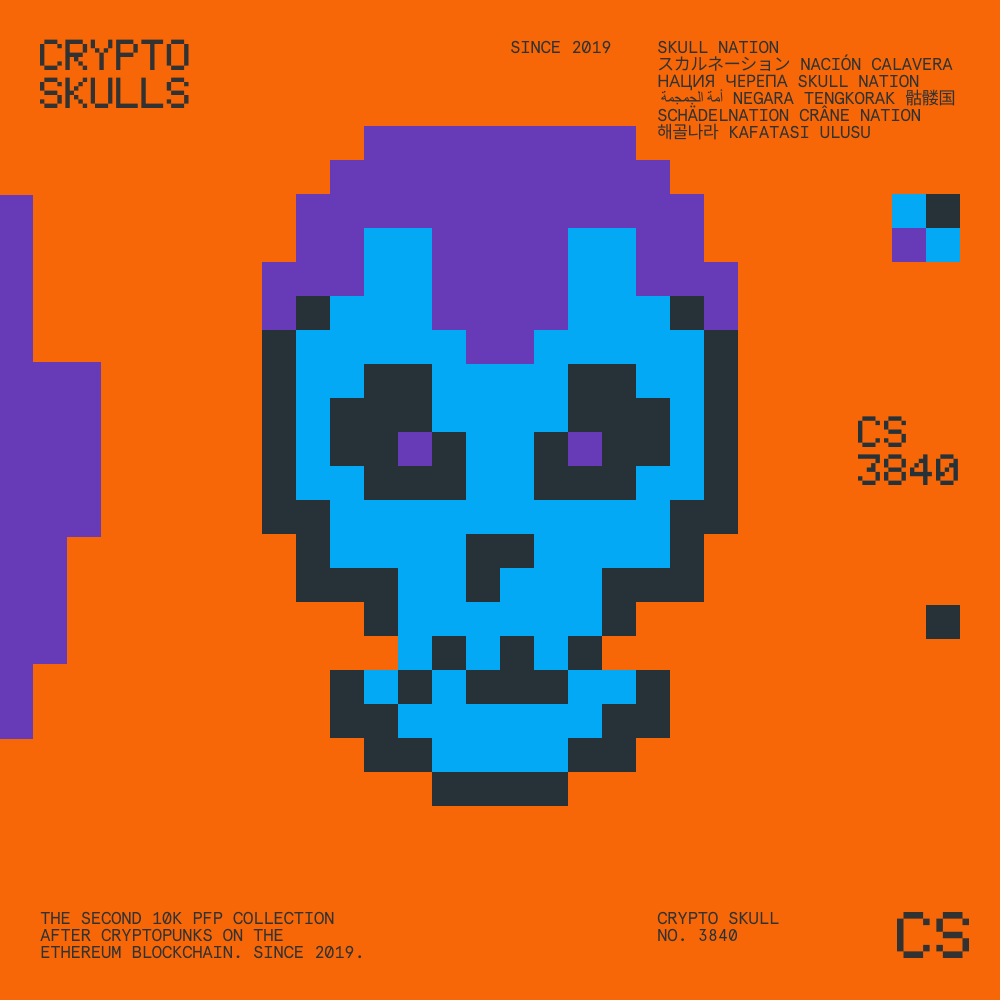 CRYPTO
SKULLS
SINCE 2019
SKULL NATION
スカルネーション NACIÓN CALAVERA
НАЦИЯ ЧЕРЕПА SKULL NATION
أمة الجمجمة NEGARA TENGKORAK 骷髅国
SCHÄDELNATION CRÂNE NATION
해골나라 KAFATASI ULUSU
CS
3840
THE SECOND 10K PFP COLLECTION
AFTER CRYPTOPUNKS ON THE
ETHEREUM BLOCKCHAIN. SINCE 2019.
CRYPTO SKULL
NO. 3840
CS